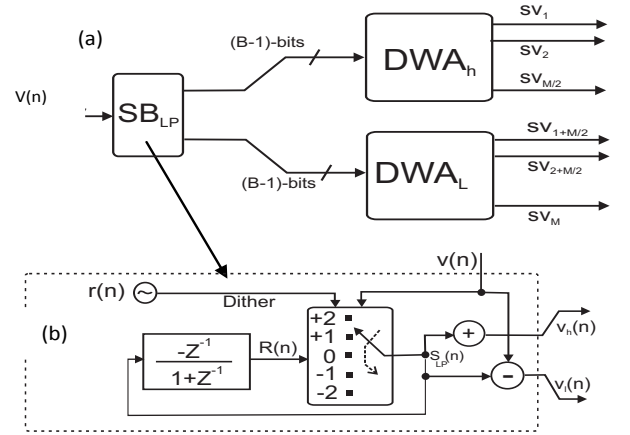 (a)
V(n)
SB_LP
(B-1)-bits
(B-1)-bits
DWA_h
DWA_L
SV_1
SV_2
SV_M/2
SV_1+M/2
SV_2+M/2
SV_M
(b)
r(n)
Dither
v(n)
-Z^-1
1+Z^-1
R(n)
+2
+1
0
-1
-2
S_LP(n)
+
−
v_h(n)
v_l(n)